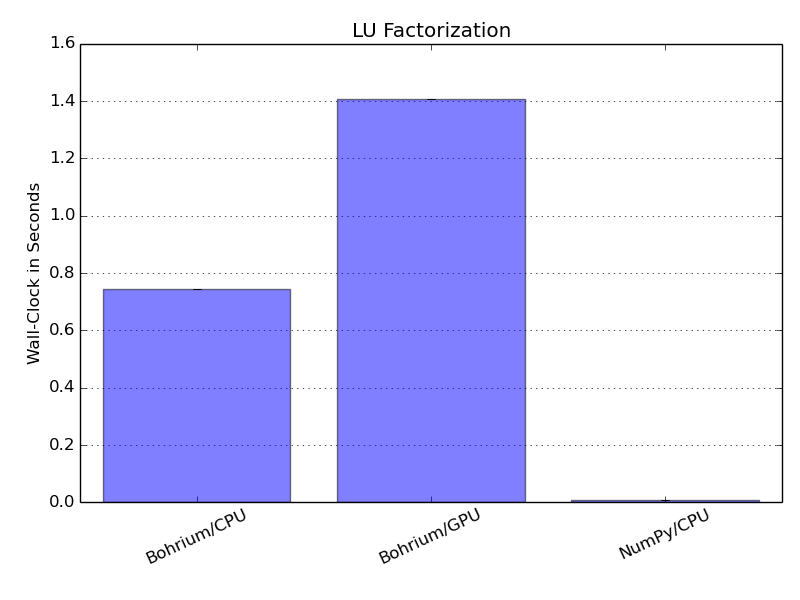 LU Factorization
Wall-Clock in Seconds
1.6
1.4
1.2
1.0
0.8
0.6
0.4
0.2
0.0
Bohrium/CPU
Bohrium/GPU
NumPy/CPU